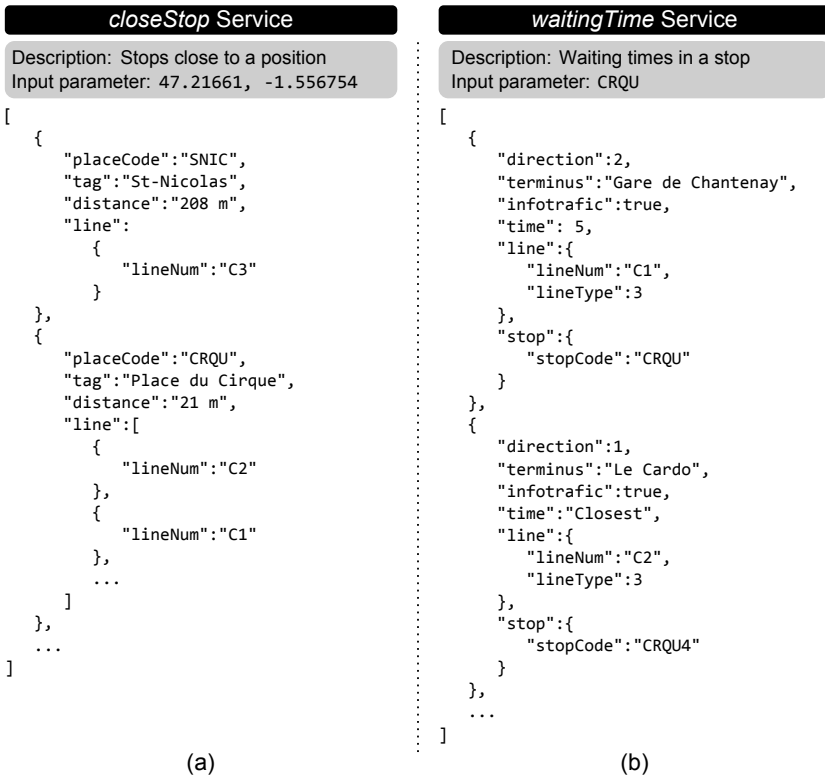 closeStop Service
Description: Stops close to a position
Input parameter: 47.21661, -1.556754
[
   {
      "placeCode":"SNIC",
      "tag":"St-Nicolas",
      "distance":"208 m",
      "line":
         {
            "lineNum":"C3"
         }
   },
   {
      "placeCode":"CRQU",
      "tag":"Place du Cirque",
      "distance":"21 m",
      "line":[
         {
            "lineNum":"C2"
         },
         {
            "lineNum":"C1"
         },
         ...
      ]
   },
   ...
]
(a)
waitingTime Service
Description: Waiting times in a stop
Input parameter: CRQU
[
   {
      "direction":2,
      "terminus":"Gare de Chantenay",
      "infotrafic":true,
      "time": 5,
      "line":{
         "lineNum":"C1",
         "lineType":3
      },
      "stop":{
         "stopCode":"CRQU"
      }
   },
   {
      "direction":1,
      "terminus":"Le Cardo",
      "infotrafic":true,
      "time":"Closest",
      "line":{
         "lineNum":"C2",
         "lineType":3
      },
      "stop":{
         "stopCode":"CRQU4"
      }
   },
   ...
]
(b)